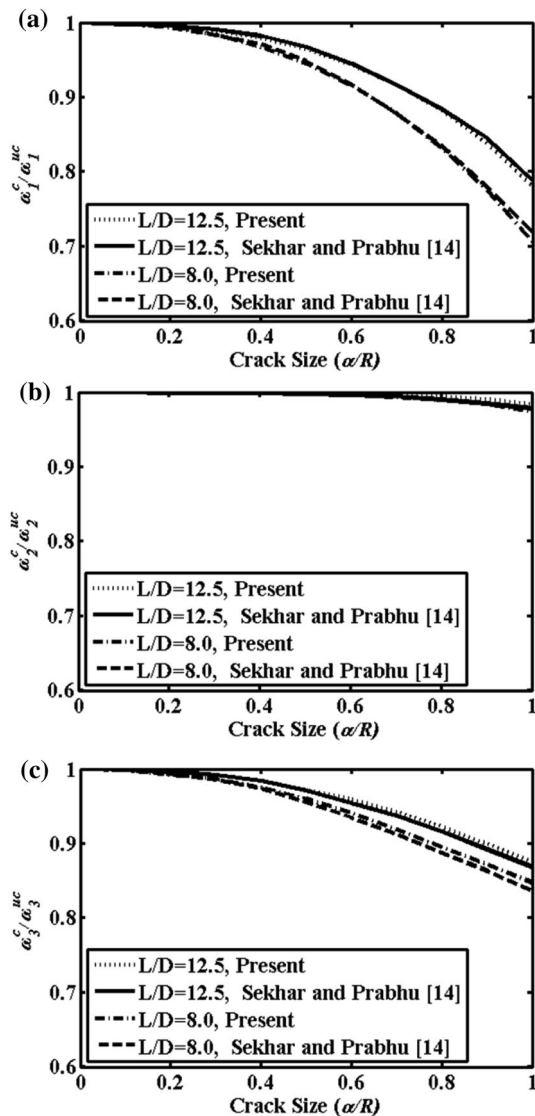 (a)
1
0.9
0.8
0.7
0.6
ω₁ᶜ/ω₁ᵘᶜ
L/D=12.5, Present
L/D=12.5, Sekhar and Prabhu [14]
L/D=8.0, Present
L/D=8.0, Sekhar and Prabhu [14]
0 0.2 0.4 0.6 0.8 1
Crack Size (α/R)
(b)
1
0.9
0.8
0.7
0.6
ω₂ᶜ/ω₂ᵘᶜ
L/D=12.5, Present
L/D=12.5, Sekhar and Prabhu [14]
L/D=8.0, Present
L/D=8.0, Sekhar and Prabhu [14]
0 0.2 0.4 0.6 0.8 1
Crack Size (α/R)
(c)
1
0.9
0.8
0.7
0.6
ω₃ᶜ/ω₃ᵘᶜ
L/D=12.5, Present
L/D=12.5, Sekhar and Prabhu [14]
L/D=8.0, Present
L/D=8.0, Sekhar and Prabhu [14]
0 0.2 0.4 0.6 0.8 1
Crack Size (α/R)